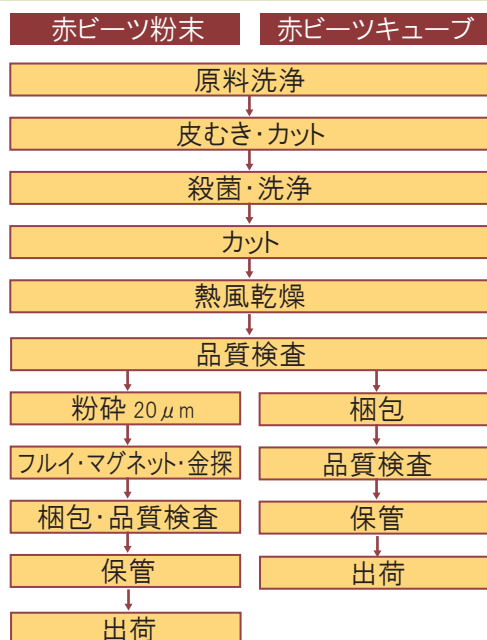 赤ビーツ粉末
赤ビーツキューブ
原料洗浄
皮むき・カット
殺菌・洗浄
カット
熱風乾燥
品質検査
粉砕 20μm
フルイ・マグネット・金探
梱包・品質検査
保管
出荷
梱包
品質検査
保管
出荷